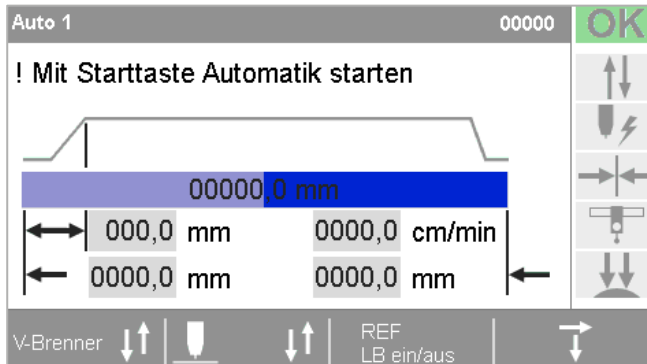 Auto 1 00000 OK
! Mit Starttaste Automatik starten
00000,0 mm
000,0 mm 0000,0 cm/min
0000,0 mm 0000,0 mm
V-Brenner REF
LB ein/aus